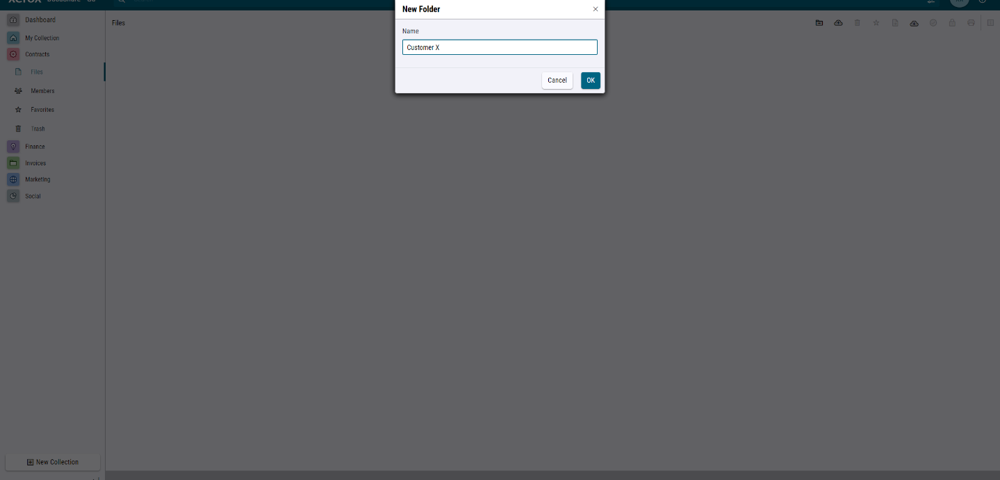 New Folder
Name
Customer X
Cancel
OK
Dashboard
My Collection
Contracts
Files
Members
Favorites
Trash
Finance
Invoices
Marketing
Social
New Collection
Files